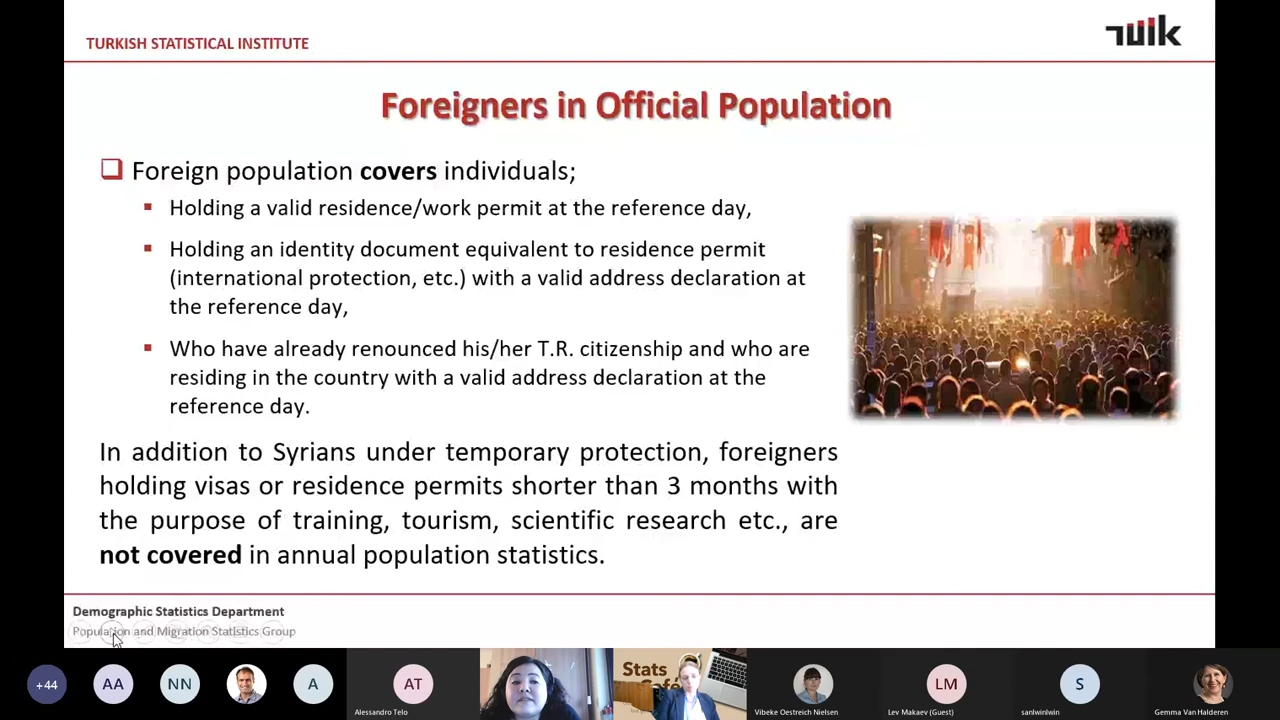 TURKISH STATISTICAL INSTITUTE
TUIK
Foreigners in Official Population
Foreign population covers individuals;
Holding a valid residence/work permit at the reference day,
Holding an identity document equivalent to residence permit
(international protection, etc.) with a valid address declaration at
the reference day,
Who have already renounced his/her T.R. citizenship and who are
residing in the country with a valid address declaration at the
reference day.
In addition to Syrians under temporary protection, foreigners
holding visas or residence permits shorter than 3 months with
the purpose of training, tourism, scientific research etc., are
not covered in annual population statistics.
Demographic Statistics Department
Population and Migration Statistics Group
+44
AA
NN
A
AT
Alessandro Telo
Stats
Vibeke Oestreich Nielsen
LM
Lev Makaev (Guest)
S
sanlwinlwin
Gemma Van Halderen